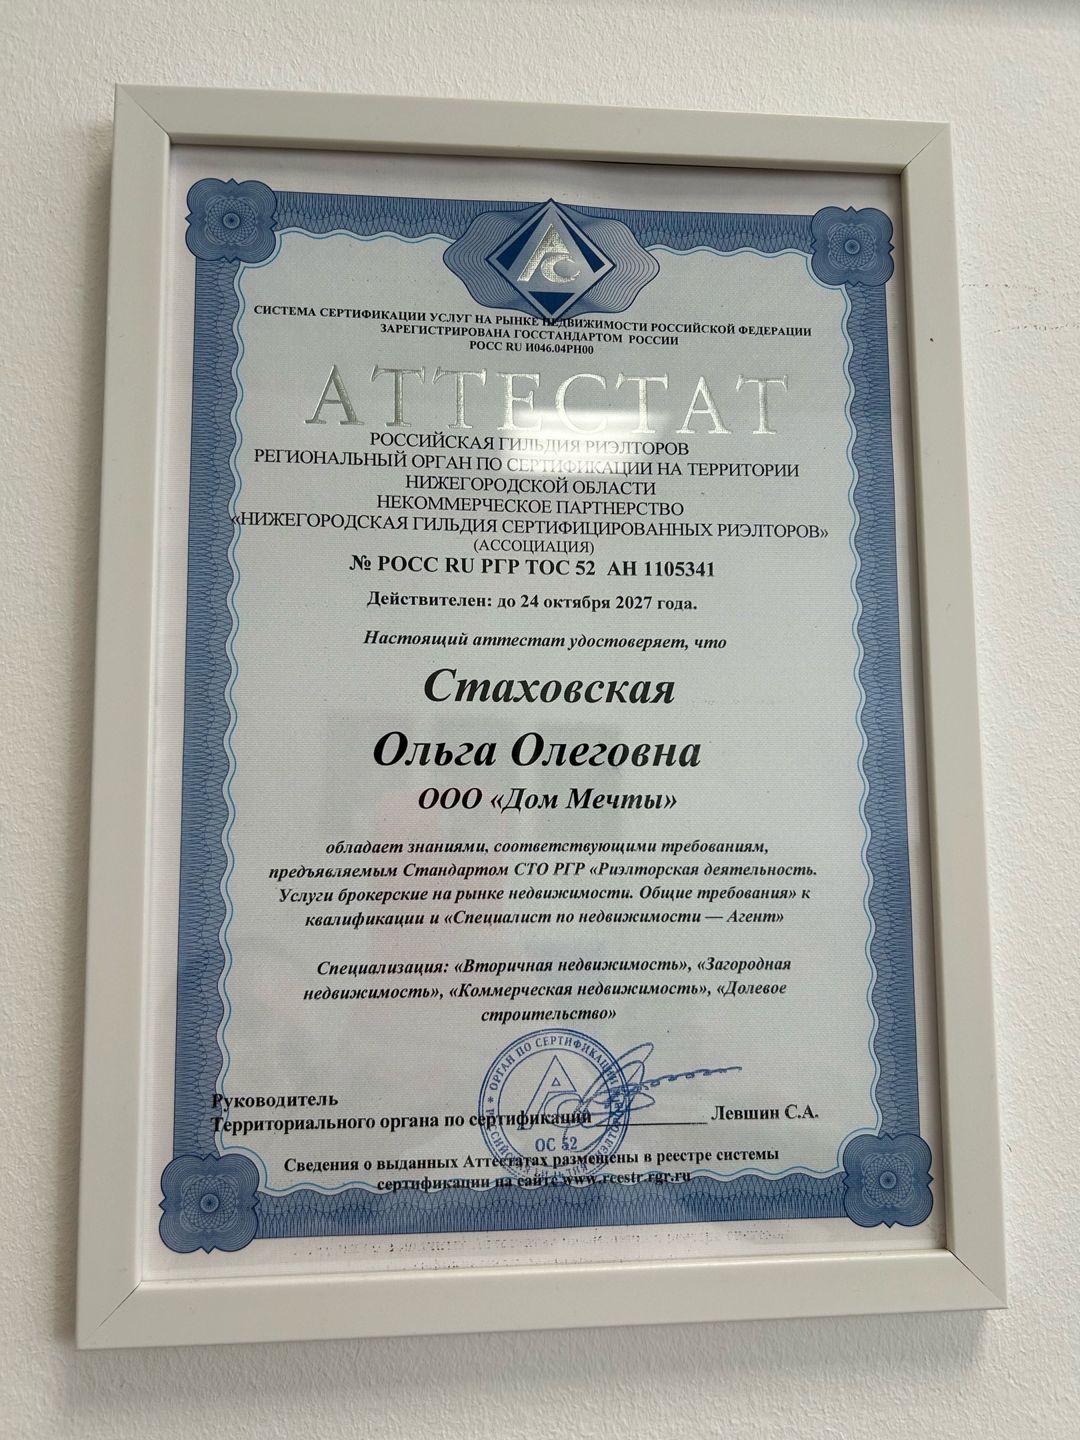 СИСТЕМА СЕРТИФИКАЦИИ УСЛУГ НА РЫНКЕ НЕДВИЖИМОСТИ РОССИЙСКОЙ ФЕДЕРАЦИИ
ЗАРЕГИСТРИРОВАНА ГОССТАНДАРТОМ РОССИИ
РОСС RU И046.04РН00
АТТЕСТАТ
РОССИЙСКАЯ ГИЛЬДИЯ РИЭЛТОРОВ
РЕГИОНАЛЬНЫЙ ОРГАН ПО СЕРТИФИКАЦИИ НА ТЕРРИТОРИИ
НИЖЕГОРОДСКОЙ ОБЛАСТИ
НЕКОММЕРЧЕСКОЕ ПАРТНЕРСТВО
«НИЖЕГОРОДСКАЯ ГИЛЬДИЯ СЕРТИФИЦИРОВАННЫХ РИЭЛТОРОВ»
(АССОЦИАЦИЯ)
№ РОСС RU РГР ТОС 52 АН 1105341
Действителен: до 24 октября 2027 года.
Настоящий аттестат удостоверяет, что
Стаховская
Ольга Олеговна
ООО «Дом Мечты»
обладает знаниями, соответствующими требованиям,
предъявляемым Стандартом СТО РГР «Риэлторская деятельность.
Услуги брокерские на рынке недвижимости. Общие требования» к
квалификации и «Специалист по недвижимости — Агент»
Специализация: «Вторичная недвижимость», «Загородная
недвижимость», «Коммерческая недвижимость», «Долевое
строительство»
Руководитель
Территориального органа по сертификации ____________ Левшин С.А.
ОРГАН ПО СЕРТИФИКАЦИИ
ОС 52
Сведения о выданных Аттестатах размещены в реестре системы
сертификации на сайте www.reestr.rgr.ru